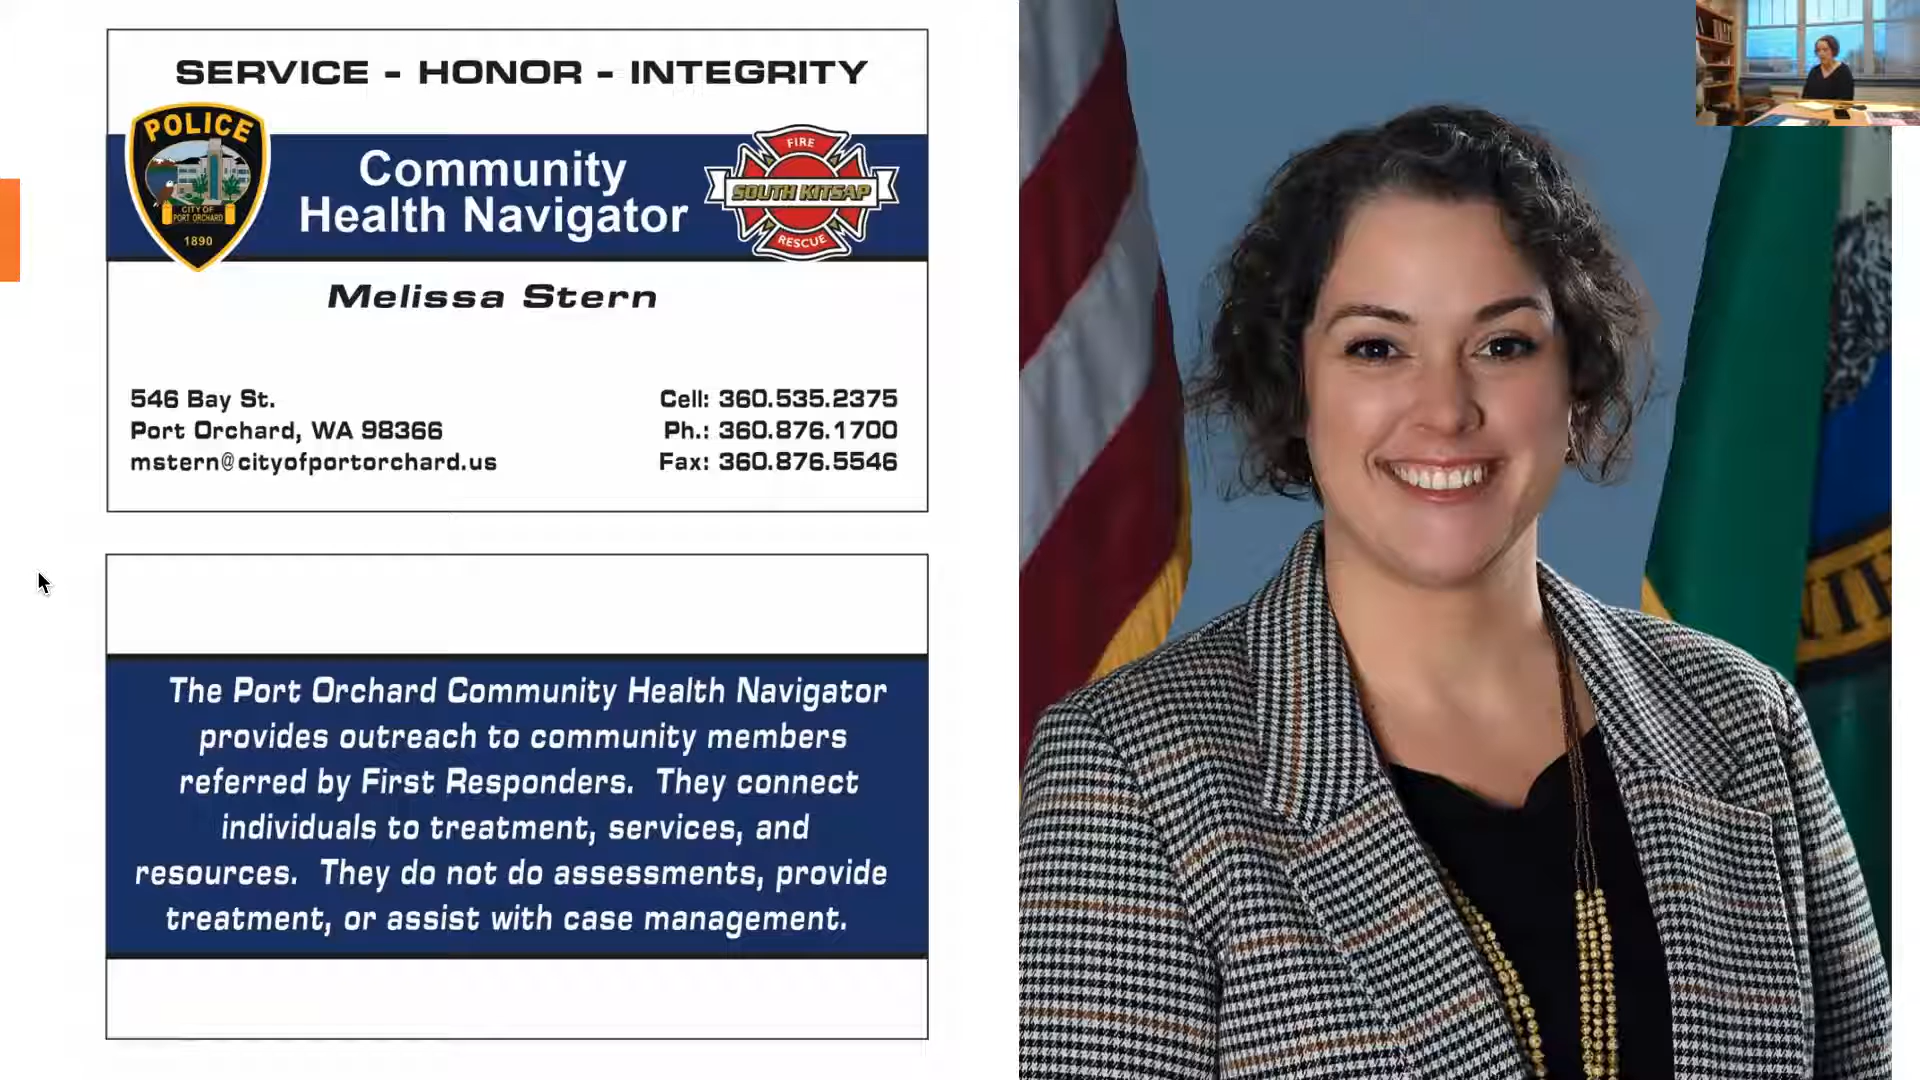 SERVICE - HONOR - INTEGRITY
POLICE
CITY OF
PORT ORCHARD
1890
Community
Health Navigator
FIRE
SOUTH KITSAP
RESCUE
Melissa Stern
546 Bay St.
Port Orchard, WA 98366
mstern@cityofportorchard.us
Cell: 360.535.2375
Ph.: 360.876.1700
Fax: 360.876.5546
The Port Orchard Community Health Navigator
provides outreach to community members
referred by First Responders. They connect
individuals to treatment, services, and
resources. They do not do assessments, provide
treatment, or assist with case management.